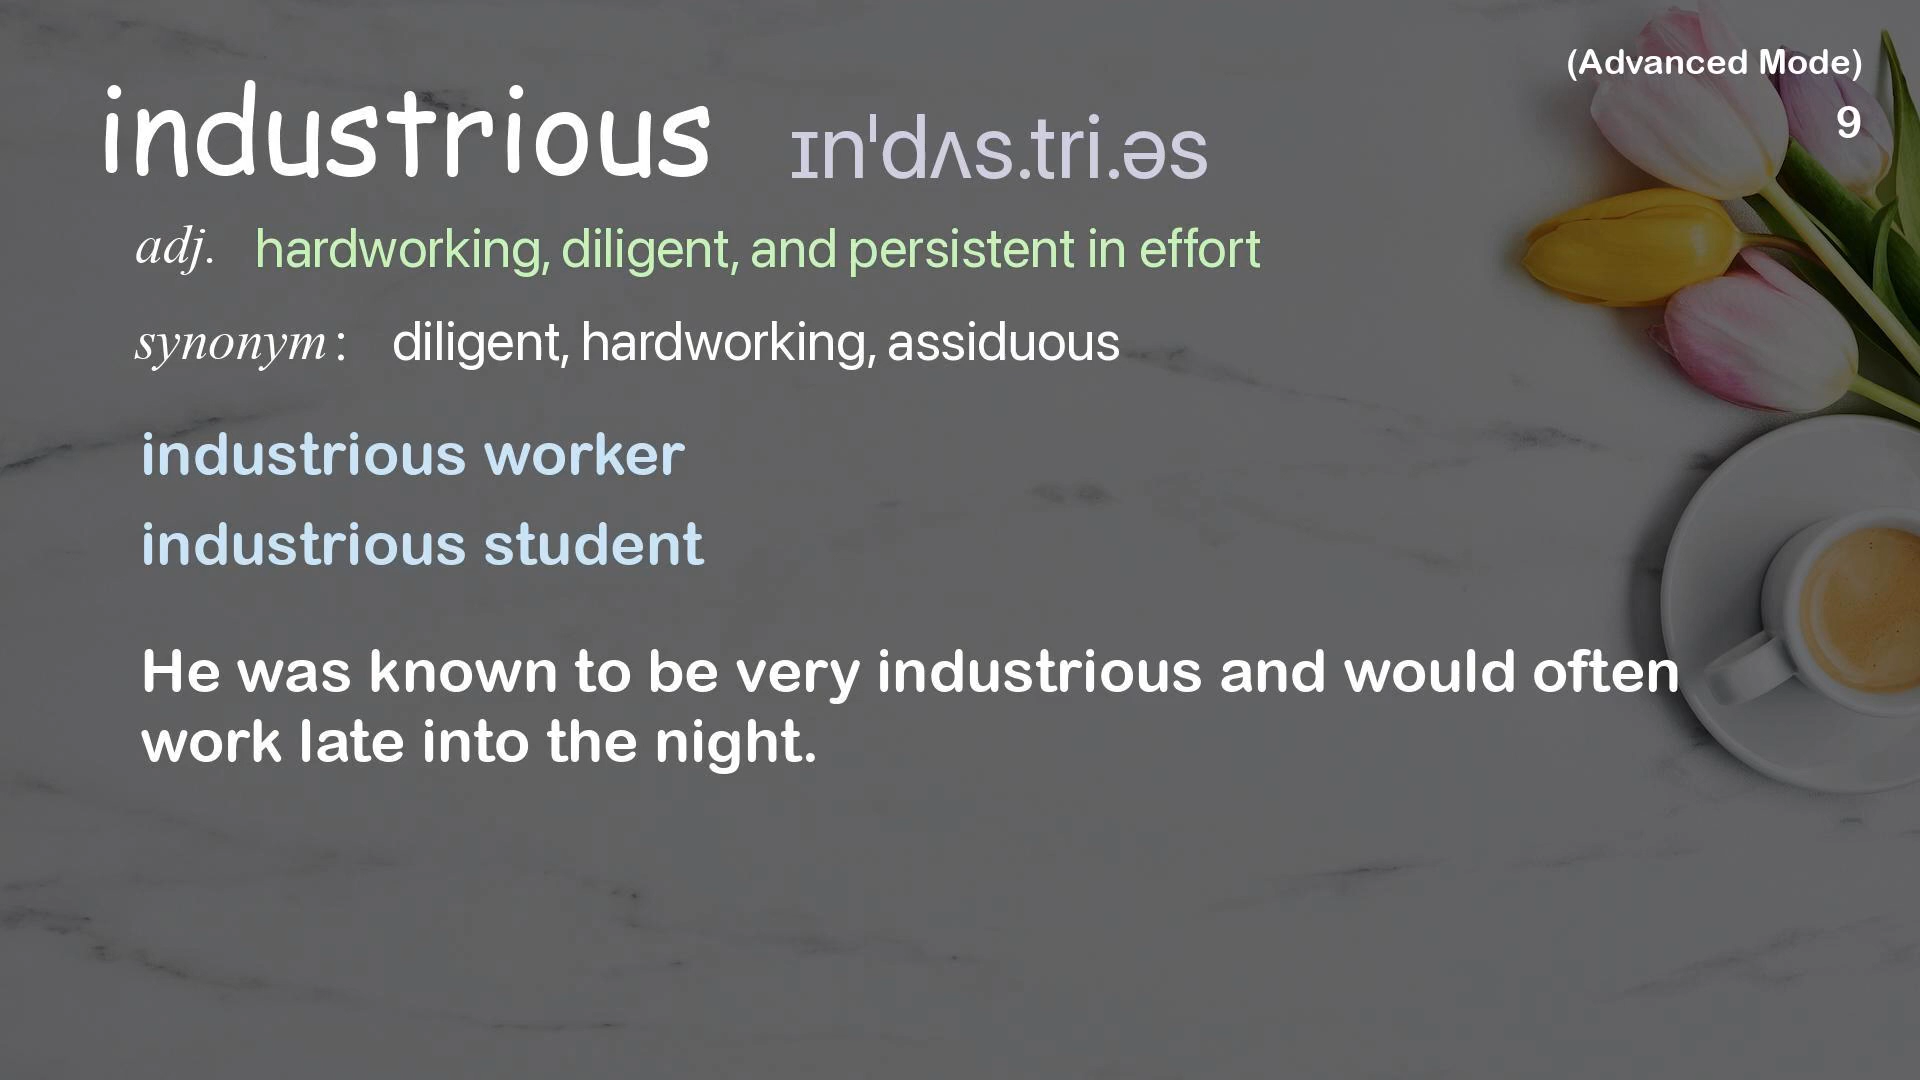 (Advanced Mode)
industrious ɪnˈdʌs.tri.əs
9
adj. hardworking, diligent, and persistent in effort
synonym: diligent, hardworking, assiduous
industrious worker
industrious student
He was known to be very industrious and would often
work late into the night.